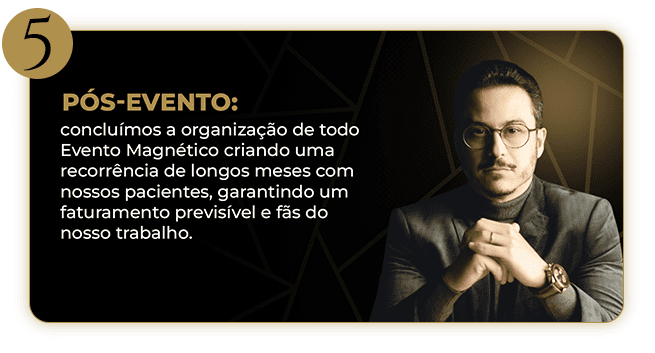 5
PÓS-EVENTO:
concluímos a organização de todo
Evento Magnético criando uma
recorrência de longos meses com
nossos pacientes, garantindo um
faturamento previsível e fãs do
nosso trabalho.